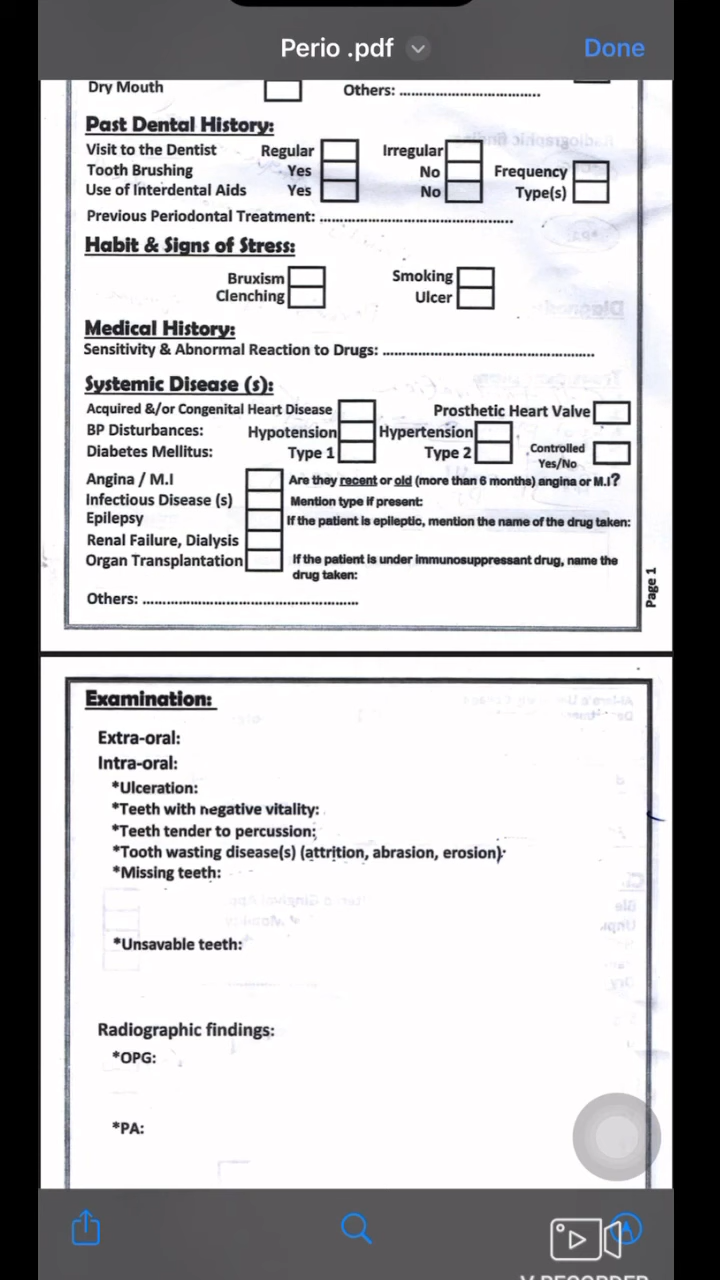 Perio .pdf
Done
Dry Mouth Others: ....................................
Past Dental History:
Visit to the Dentist Regular Irregular
Tooth Brushing Yes No Frequency
Use of Interdental Aids Yes No Type(s)
Previous Periodontal Treatment: ..................................................
Habit & Signs of Stress:
Bruxism Smoking
Clenching Ulcer
Medical History:
Sensitivity & Abnormal Reaction to Drugs: ......................................................
Systemic Disease (s):
Acquired &/or Congenital Heart Disease Prosthetic Heart Valve
BP Disturbances: Hypotension Hypertension
Diabetes Mellitus: Type 1 Type 2 Controlled
Yes/No
Angina / M.I Are they recent or old (more than 6 months) angina or M.I?
Infectious Disease (s) Mention type if present:
Epilepsy If the patient is epileptic, mention the name of the drug taken:
Renal Failure, Dialysis
Organ Transplantation If the patient is under immunosuppressant drug, name the
drug taken:
Others: .......................................................
Page 1
Examination:
Extra-oral:
Intra-oral:
*Ulceration:
*Teeth with negative vitality:
*Teeth tender to percussion:
*Tooth wasting disease(s) (attrition, abrasion, erosion):
*Missing teeth:
*Unsavable teeth:
Radiographic findings:
*OPG:
*PA: